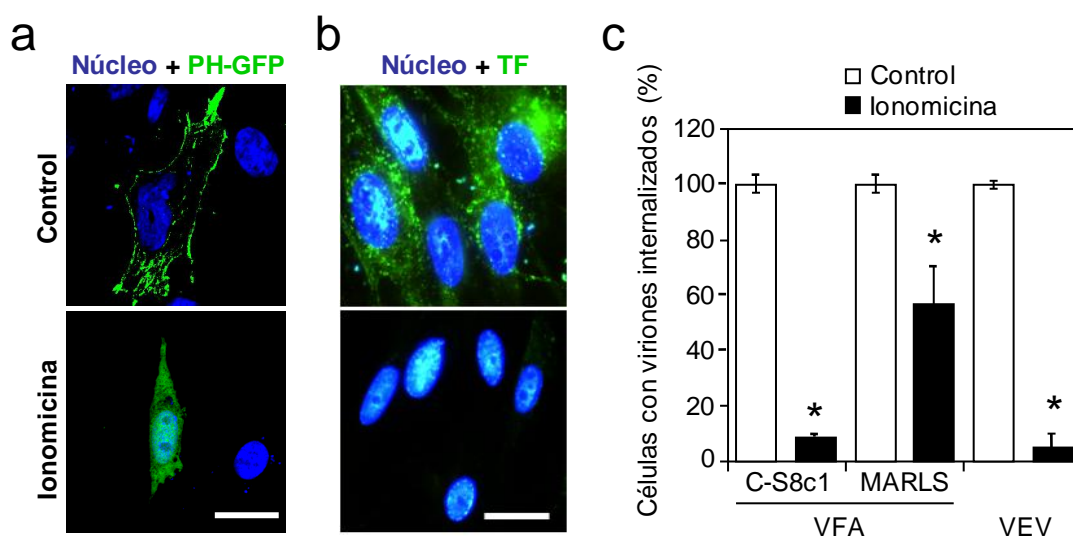 a
Núcleo + PH-GFP
Control
Ionomicina
b
Núcleo + TF
c
Control
Ionomicina
Células con viriones internalizados (%)
120
100
80
60
40
20
0
*
*
*
C-S8c1
MARLS
VFA
VEV